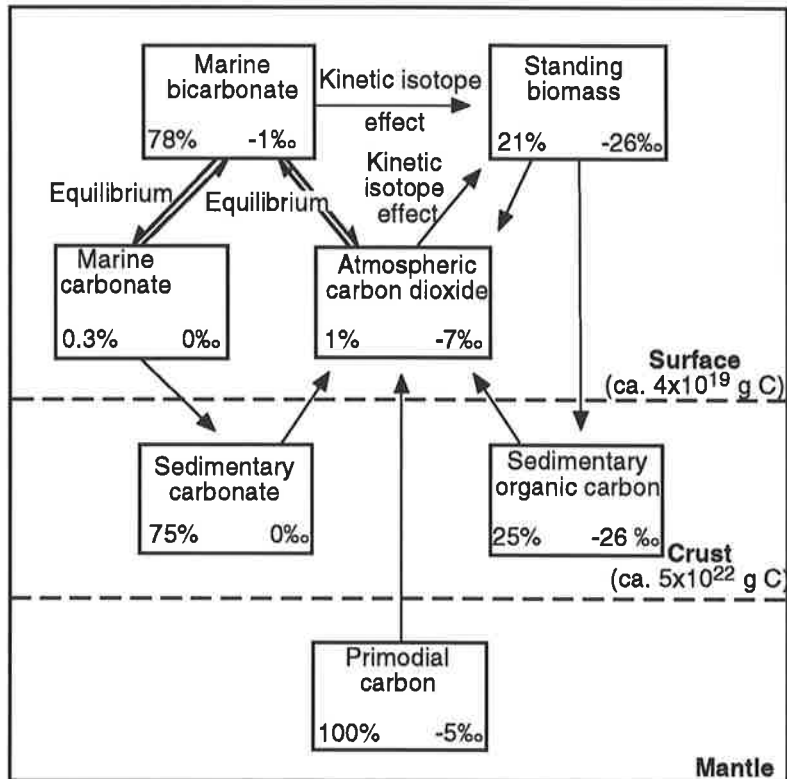 Marine
bicarbonate
78% -1‰
Kinetic isotope
effect
Standing
biomass
21% -26‰
Equilibrium
Equilibrium
Kinetic
isotope
effect
Marine
carbonate
0.3% 0‰
Atmospheric
carbon dioxide
1% -7‰
Surface
(ca. 4x10¹⁹ g C)
Sedimentary
carbonate
75% 0‰
Sedimentary
organic carbon
25% -26 ‰
Crust
(ca. 5x10²² g C)
Primodial
carbon
100% -5‰
Mantle